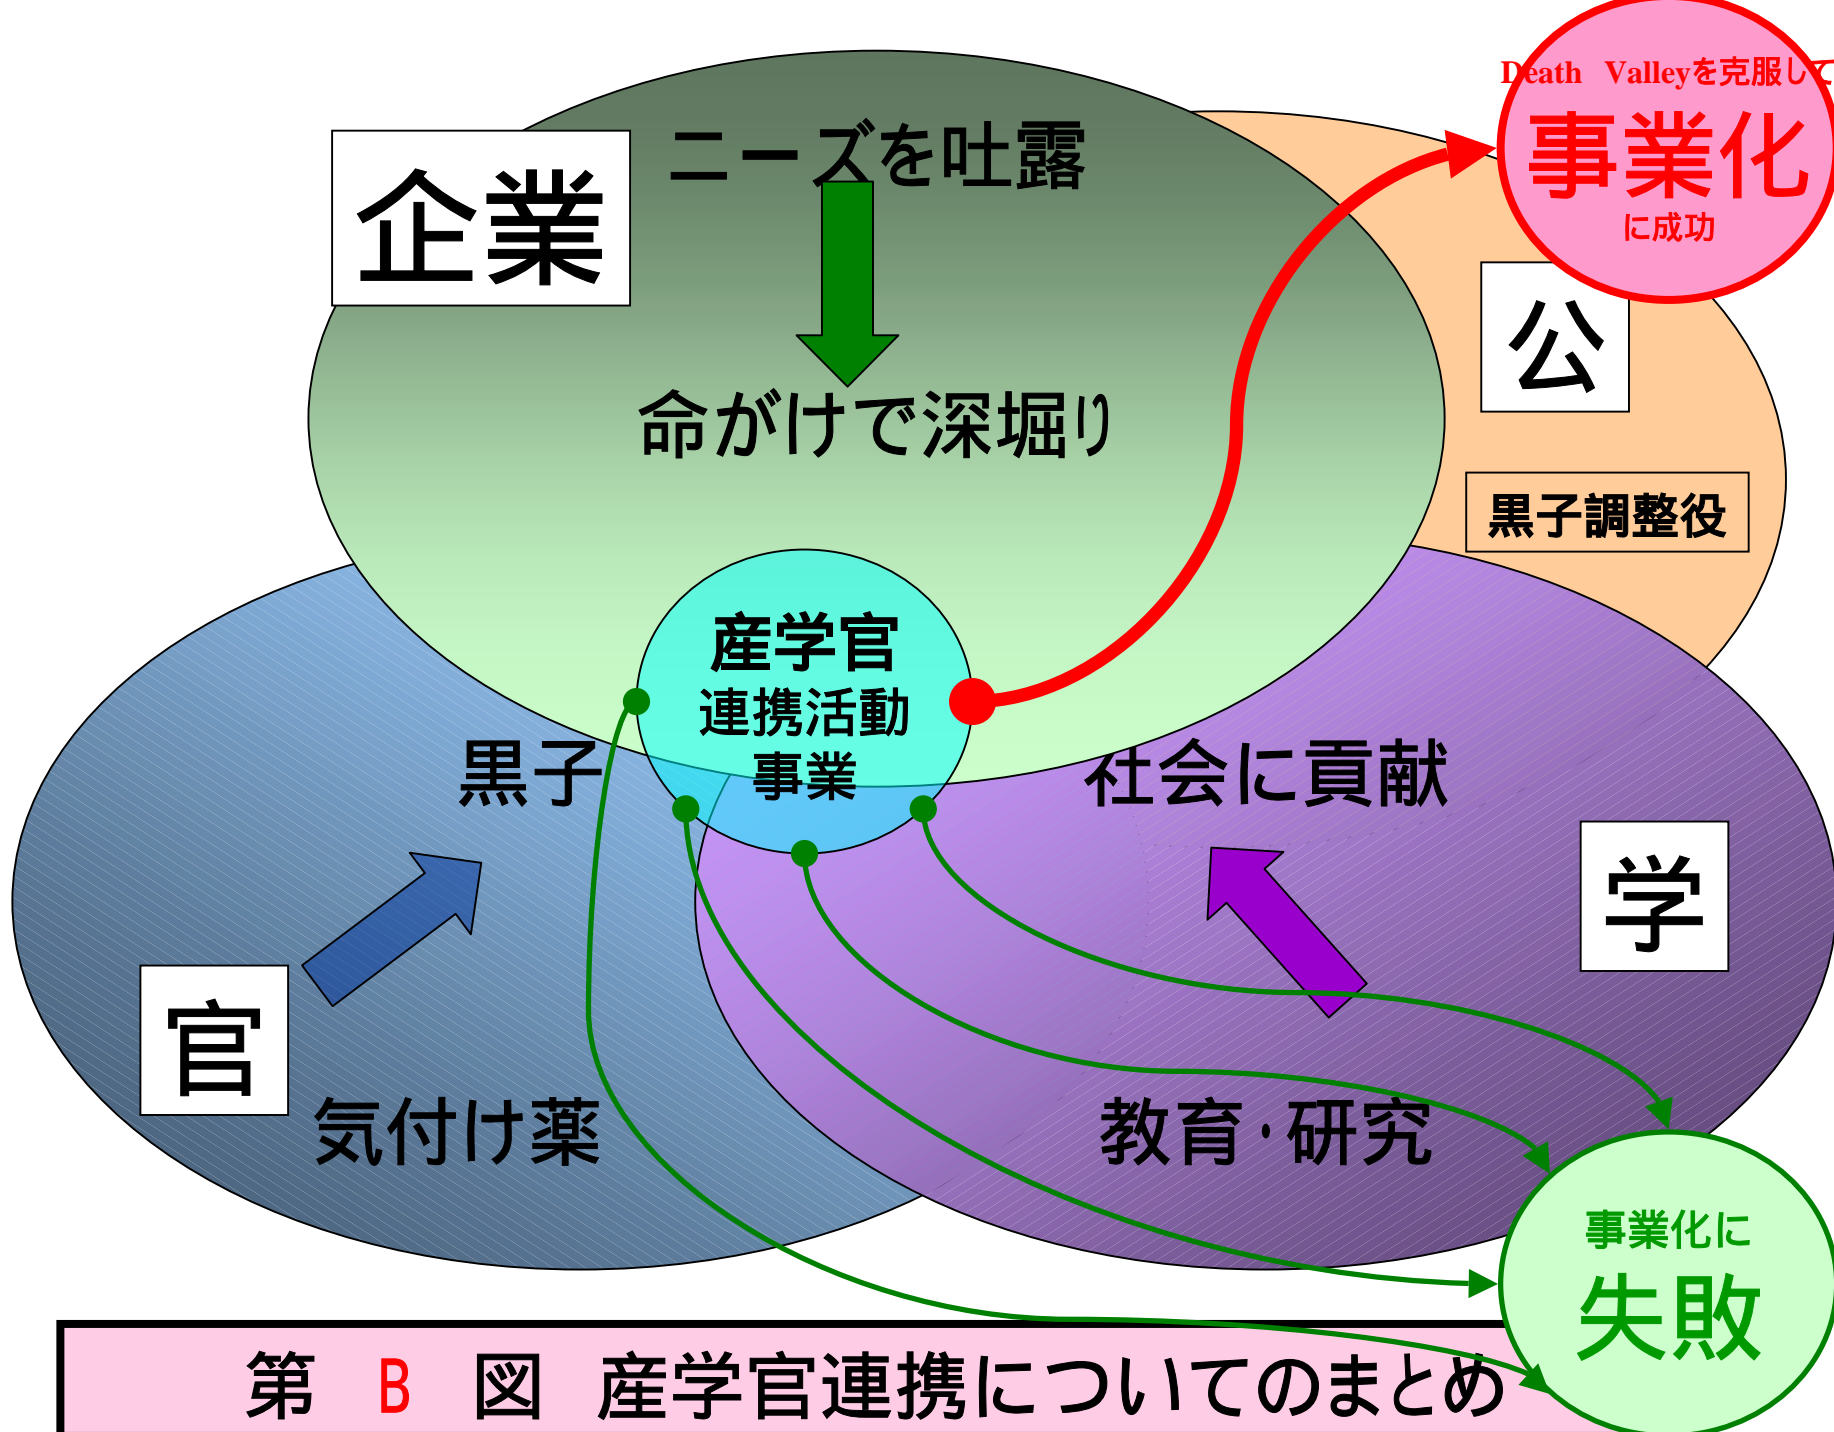 Death Valleyを克服して
事業化
に成功
ニーズを吐露
企業
公
命がけで深堀り
黒子調整役
産学官
連携活動
事業
黒子
社会に貢献
学
官
気付け薬
教育・研究
事業化に
失敗
第 B 図 産学官連携についてのまとめ